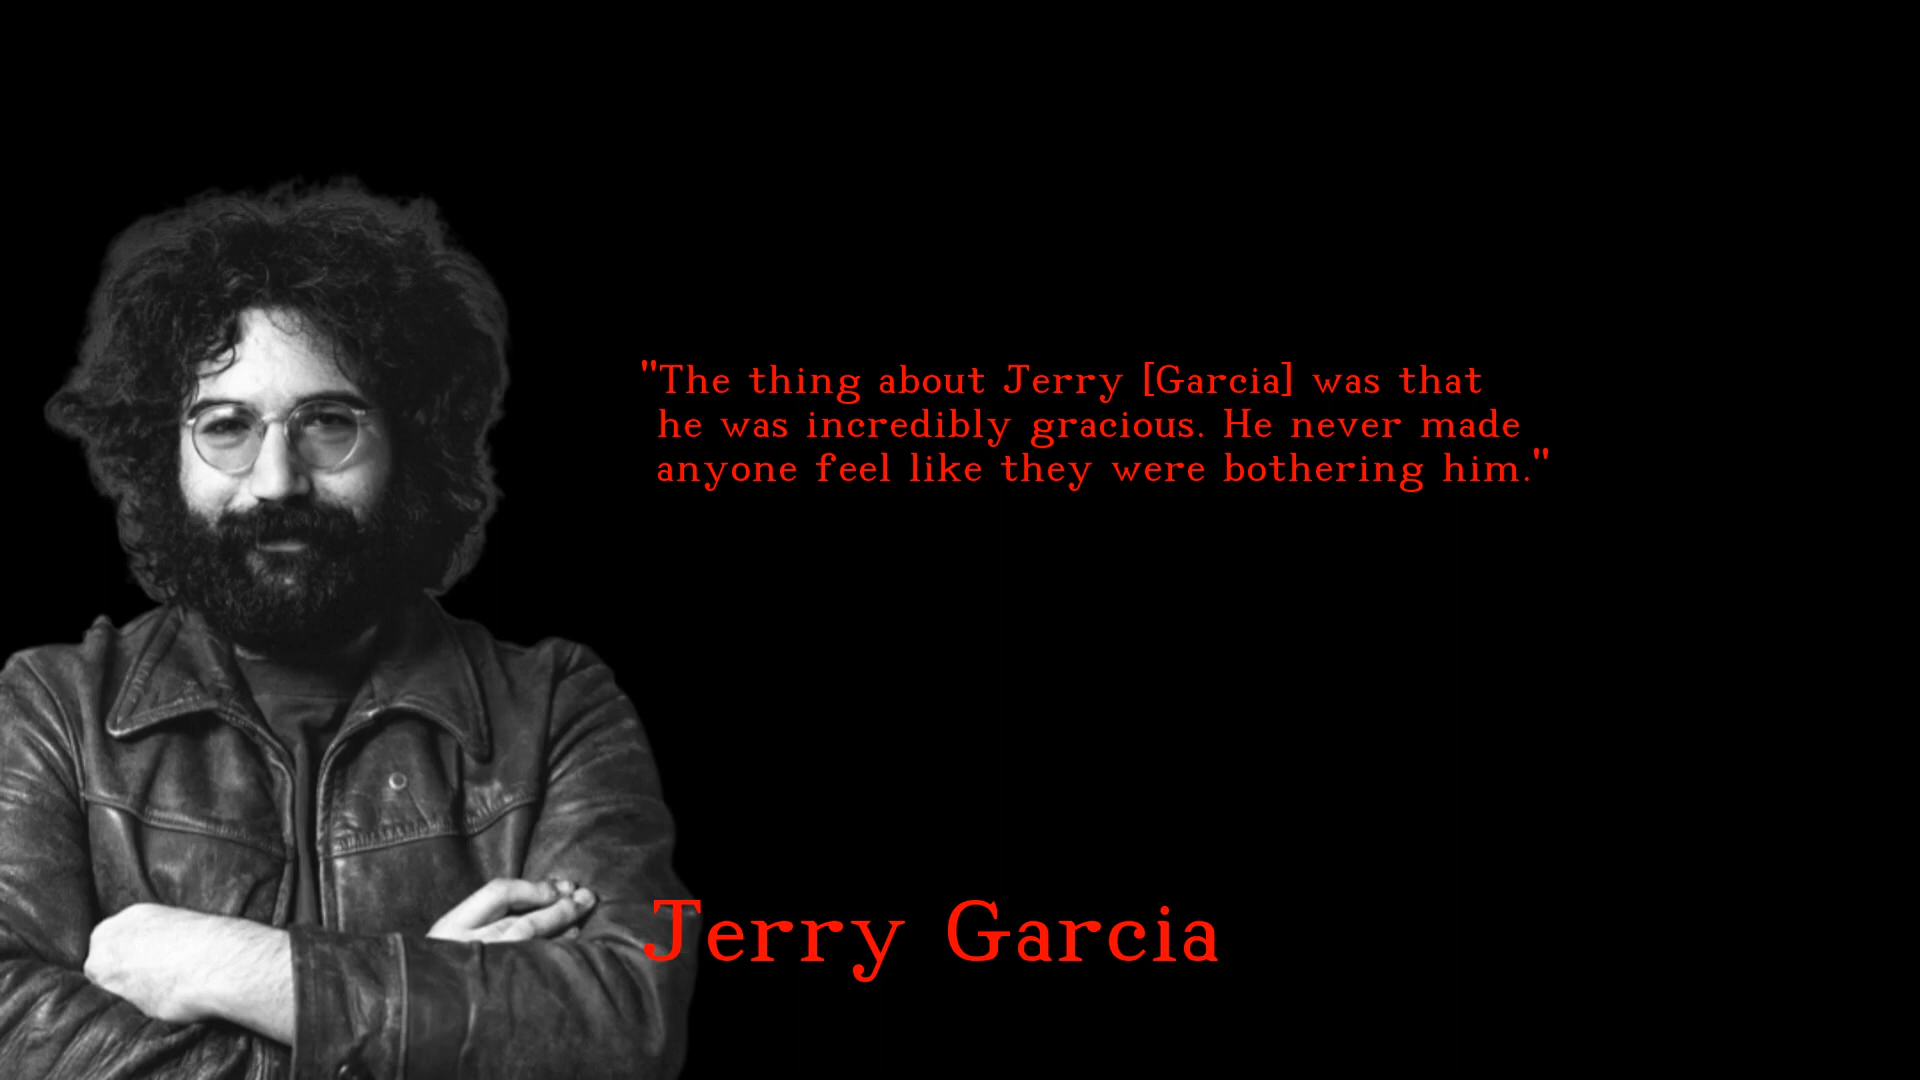 "The thing about Jerry [Garcia] was that
he was incredibly gracious. He never made
anyone feel like they were bothering him."
Jerry Garcia